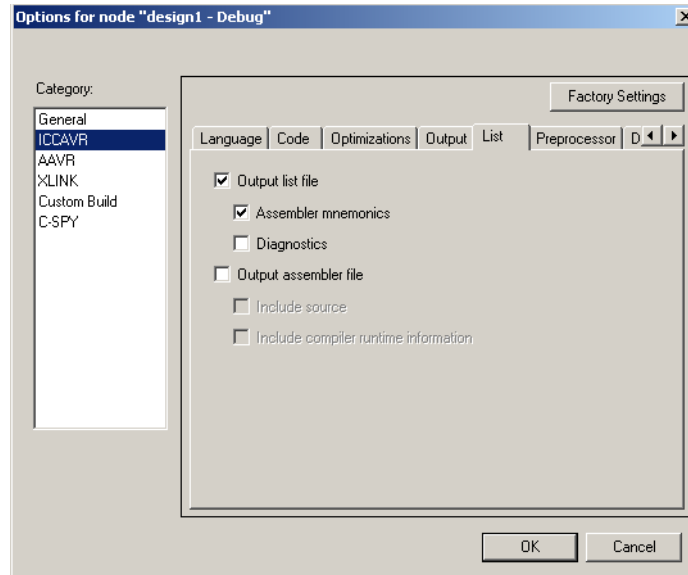 Options for node "design1 - Debug"
Category:
General
ICCAVR
AAVR
XLINK
Custom Build
C-SPY
Factory Settings
Language Code Optimizations Output List Preprocessor D
Output list file
Assembler mnemonics
Diagnostics
Output assembler file
Include source
Include compiler runtime information
OK Cancel